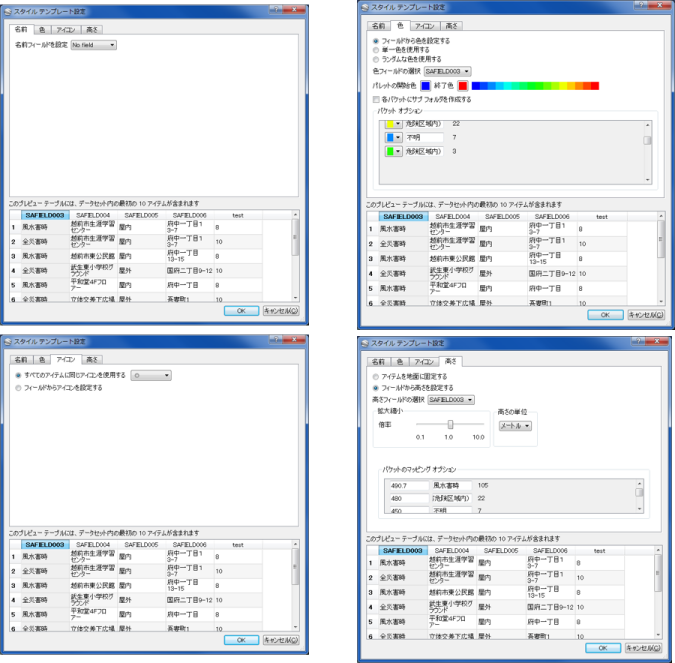 スタイル テンプレート設定
名前 色 アイコン 高さ
名前フィールドを設定 No field
このプレビュー テーブルには、データセット内の最初の 10 アイテムが含まれます
SAFIELD003 SAFIELD004 SAFIELD005 SAFIELD006 test
1 風水害時 越前市生涯学習センター 屋内 府中一丁目13-7 8
2 全災害時 越前市生涯学習センター 屋内 府中一丁目13-7 10
3 風水害時 越前市東公民館 屋内 府中一丁目13-15 8
4 全災害時 武生東小学校グラウンド 屋外 国府二丁目9-12 10
5 風水害時 平和堂4Fフロアー 屋内 府中一丁目 8
6 全災害時 立体交差下広場 屋外 吾妻町1 10
OK キャンセル(C)
スタイル テンプレート設定
名前 色 アイコン 高さ
フィールドから色を設定する
単一色を使用する
ランダムな色を使用する
色フィールドの選択 SAFIELD003
パレットの開始色 終了色
各バケットにサブ フォルダを作成する
バケット オプション
危険区域内) 22
不明 7
危険区域内) 3
このプレビュー テーブルには、データセット内の最初の 10 アイテムが含まれます
SAFIELD003 SAFIELD004 SAFIELD005 SAFIELD006 test
1 風水害時 越前市生涯学習センター 屋内 府中一丁目13-7 8
2 全災害時 越前市生涯学習センター 屋内 府中一丁目13-7 10
3 風水害時 越前市東公民館 屋内 府中一丁目13-15 8
4 全災害時 武生東小学校グラウンド 屋外 国府二丁目9-12 10
5 風水害時 平和堂4Fフロアー 屋内 府中一丁目 8
6 全災害時 立体交差下広場 屋外 吾妻町1 10
OK キャンセル(C)
スタイル テンプレート設定
名前 色 アイコン 高さ
すべてのアイテムに同じアイコンを使用する
フィールドからアイコンを設定する
このプレビュー テーブルには、データセット内の最初の 10 アイテムが含まれます
SAFIELD003 SAFIELD004 SAFIELD005 SAFIELD006 test
1 風水害時 越前市生涯学習センター 屋内 府中一丁目13-7 8
2 全災害時 越前市生涯学習センター 屋内 府中一丁目13-7 10
3 風水害時 越前市東公民館 屋内 府中一丁目13-15 8
4 全災害時 武生東小学校グラウンド 屋外 国府二丁目9-12 10
5 風水害時 平和堂4Fフロアー 屋内 府中一丁目 8
6 全災害時 立体交差下広場 屋外 吾妻町1 10
OK キャンセル(C)
スタイル テンプレート設定
名前 色 アイコン 高さ
アイテムを地面に固定する
フィールドから高さを設定する
高さフィールドの選択 SAFIELD003
拡大縮小 高さの単位
倍率 メートル
0.1 1.0 10.0
バケットのマッピング オプション
490.7 風水害時 105
480 危険区域内) 22
450 不明 7
このプレビュー テーブルには、データセット内の最初の 10 アイテムが含まれます
SAFIELD003 SAFIELD004 SAFIELD005 SAFIELD006 test
1 風水害時 越前市生涯学習センター 屋内 府中一丁目13-7 8
2 全災害時 越前市生涯学習センター 屋内 府中一丁目13-7 10
3 風水害時 越前市東公民館 屋内 府中一丁目13-15 8
4 全災害時 武生東小学校グラウンド 屋外 国府二丁目9-12 10
5 風水害時 平和堂4Fフロアー 屋内 府中一丁目 8
6 全災害時 立体交差下広場 屋外 吾妻町1 10
OK キャンセル(C)